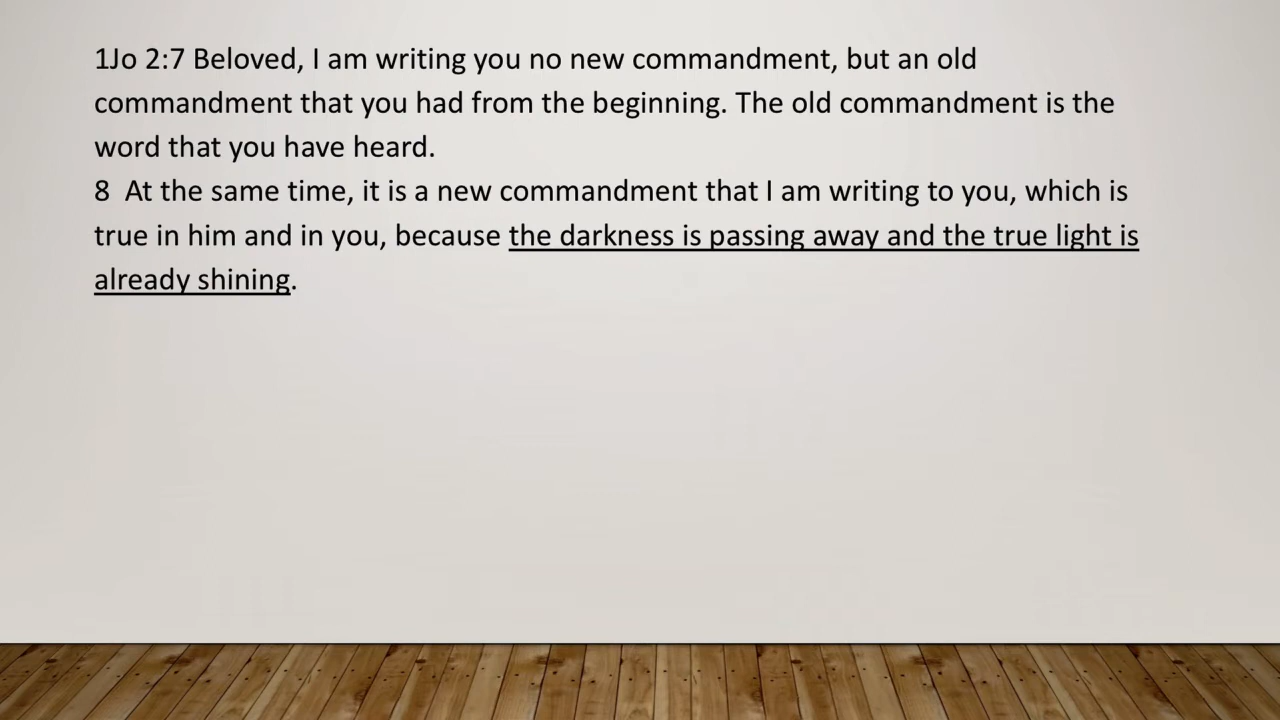 1Jo 2:7 Beloved, I am writing you no new commandment, but an old
commandment that you had from the beginning. The old commandment is the
word that you have heard.
8  At the same time, it is a new commandment that I am writing to you, which is
true in him and in you, because the darkness is passing away and the true light is
already shining.